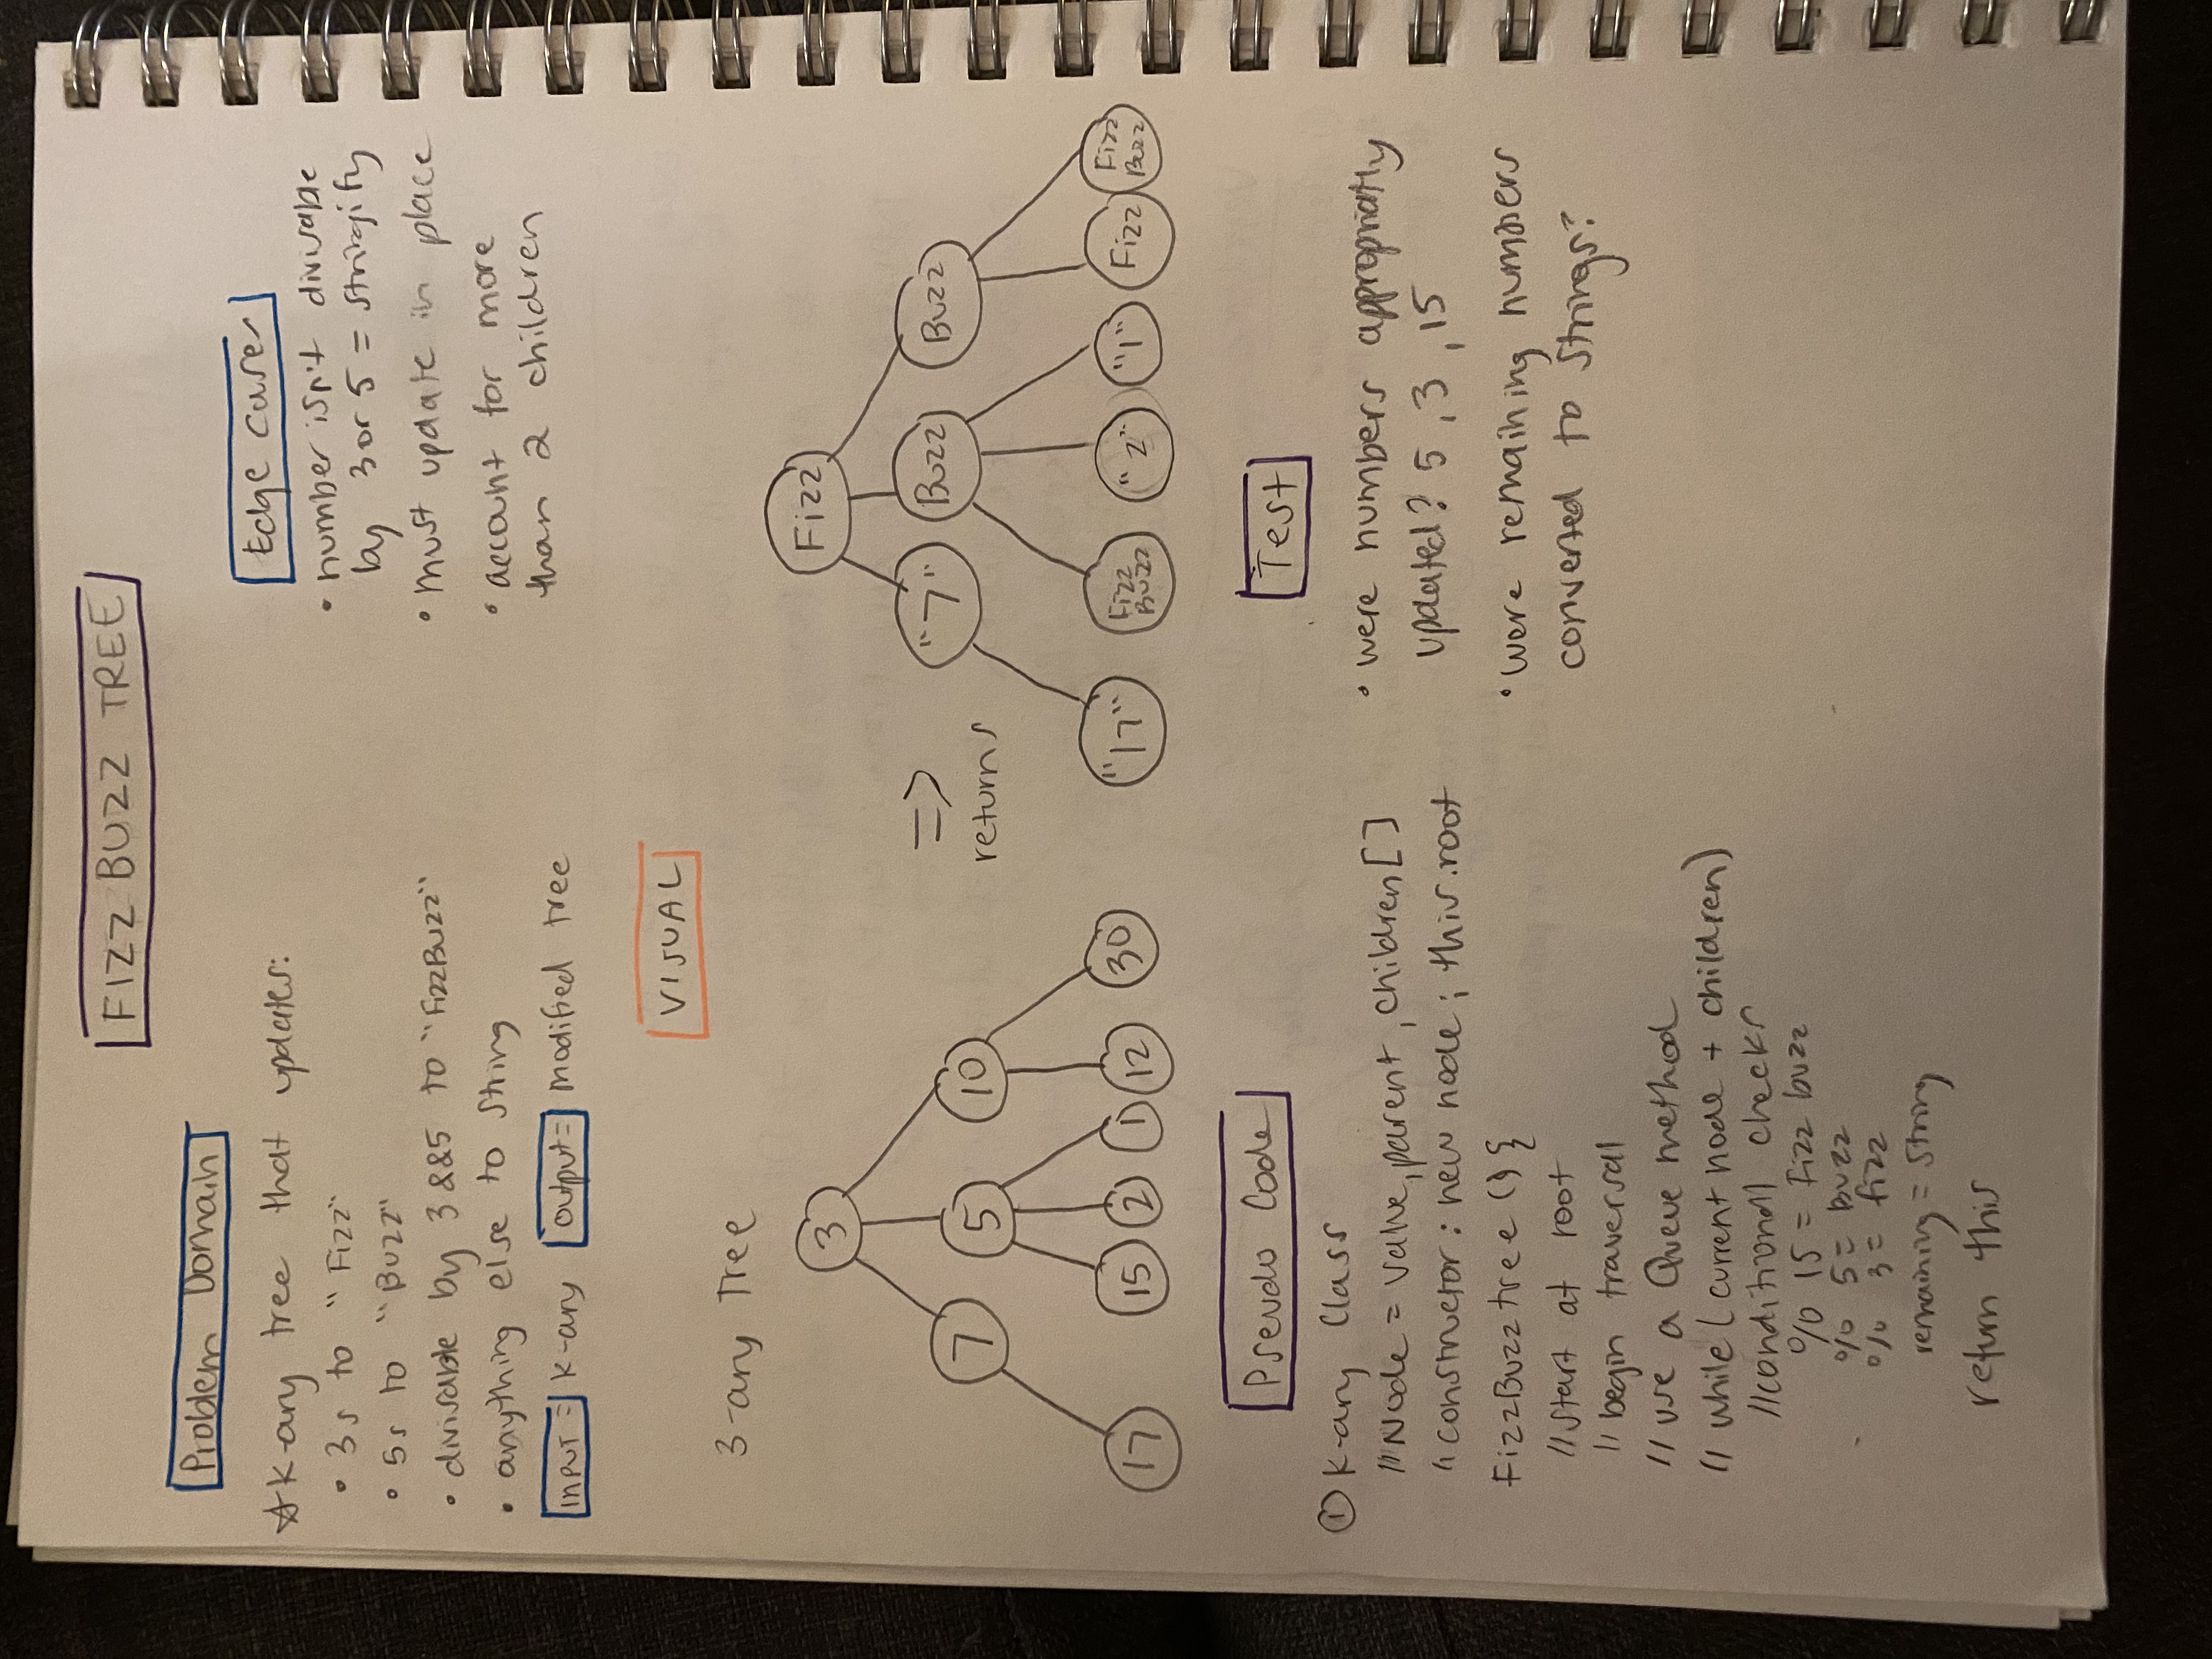 FIZZ BUZZ TREE
Problem Domain
☆ K-ary tree that updates:
• 3s to "Fizz"
• 5s to "Buzz"
• divisable by 3 &&5 to "FizzBuzz"
• anything else to string
INPUT = K-ary output = modified tree
Edge cases
• number isn't divisable
by 3 or 5 = stringify
• must update in place
• account for more
than 2 children
VISUAL
3-ary Tree
3
7 5 10
17 15 2 1 12 30
=>
returns
Fizz
"7" Buzz Buzz
"17" Fizz Buzz "2" "1" Fizz Fizz Buzz
Pseudo Code
① K-ary Class
// Node = value, parent, children []
// constructor: new node; this.root
FizzBuzztree () {
// start at root
// begin traversal
// use a Queue method
// while (current node + children)
// conditional checks
% 15 = Fizz buzz
% 5 = Buzz
% 3 = fizz
remaining = String
return this
Test
• were numbers appropriatly
updated? 5, 3, 15
• were remaining numbers
converted to strings?